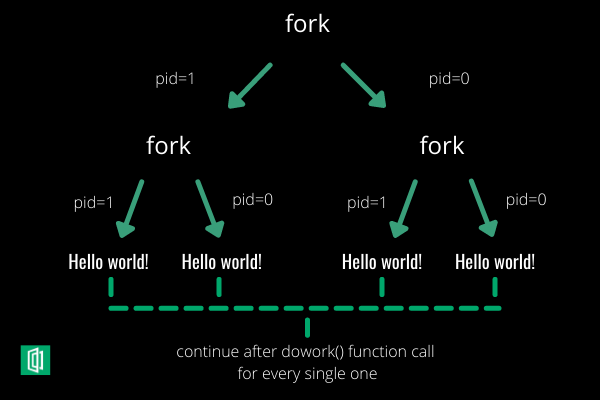 fork
pid=1
pid=0
fork
fork
pid=1
pid=0
pid=1
pid=0
Hello world!
Hello world!
Hello world!
Hello world!
continue after dowork() function call
for every single one